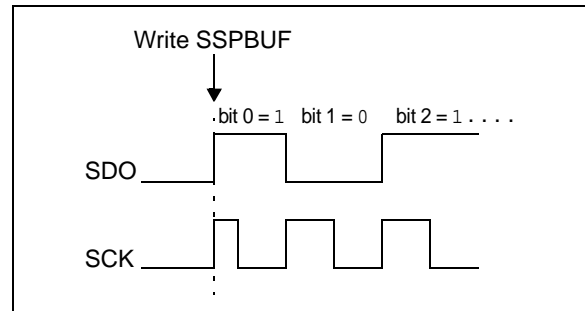 Write SSPBUF
bit 0 = 1 bit 1 = 0 bit 2 = 1 . . . .
SDO
SCK